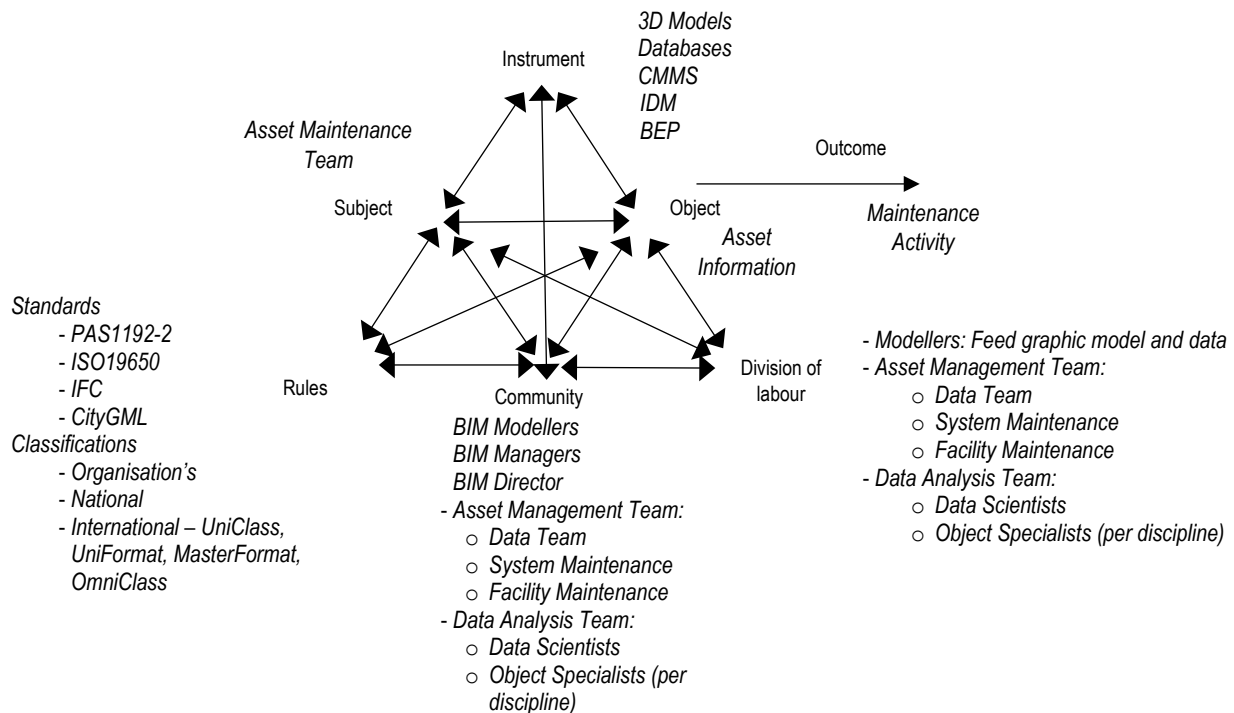 3D Models
Databases
CMMS
IDM
BEP
Instrument
Asset Maintenance
Team
Outcome
Subject
Object
Maintenance
Activity
Asset
Information
Standards
- PAS1192-2
- ISO19650
- IFC
- CityGML
Classifications
- Organisation’s
- National
- International – UniClass,
UniFormat, MasterFormat,
OmniClass
Rules
Community
BIM Modellers
BIM Managers
BIM Director
- Asset Management Team:
o Data Team
o System Maintenance
o Facility Maintenance
- Data Analysis Team:
o Data Scientists
o Object Specialists (per
discipline)
Division of
labour
- Modellers: Feed graphic model and data
- Asset Management Team:
o Data Team
o System Maintenance
o Facility Maintenance
- Data Analysis Team:
o Data Scientists
o Object Specialists (per discipline)